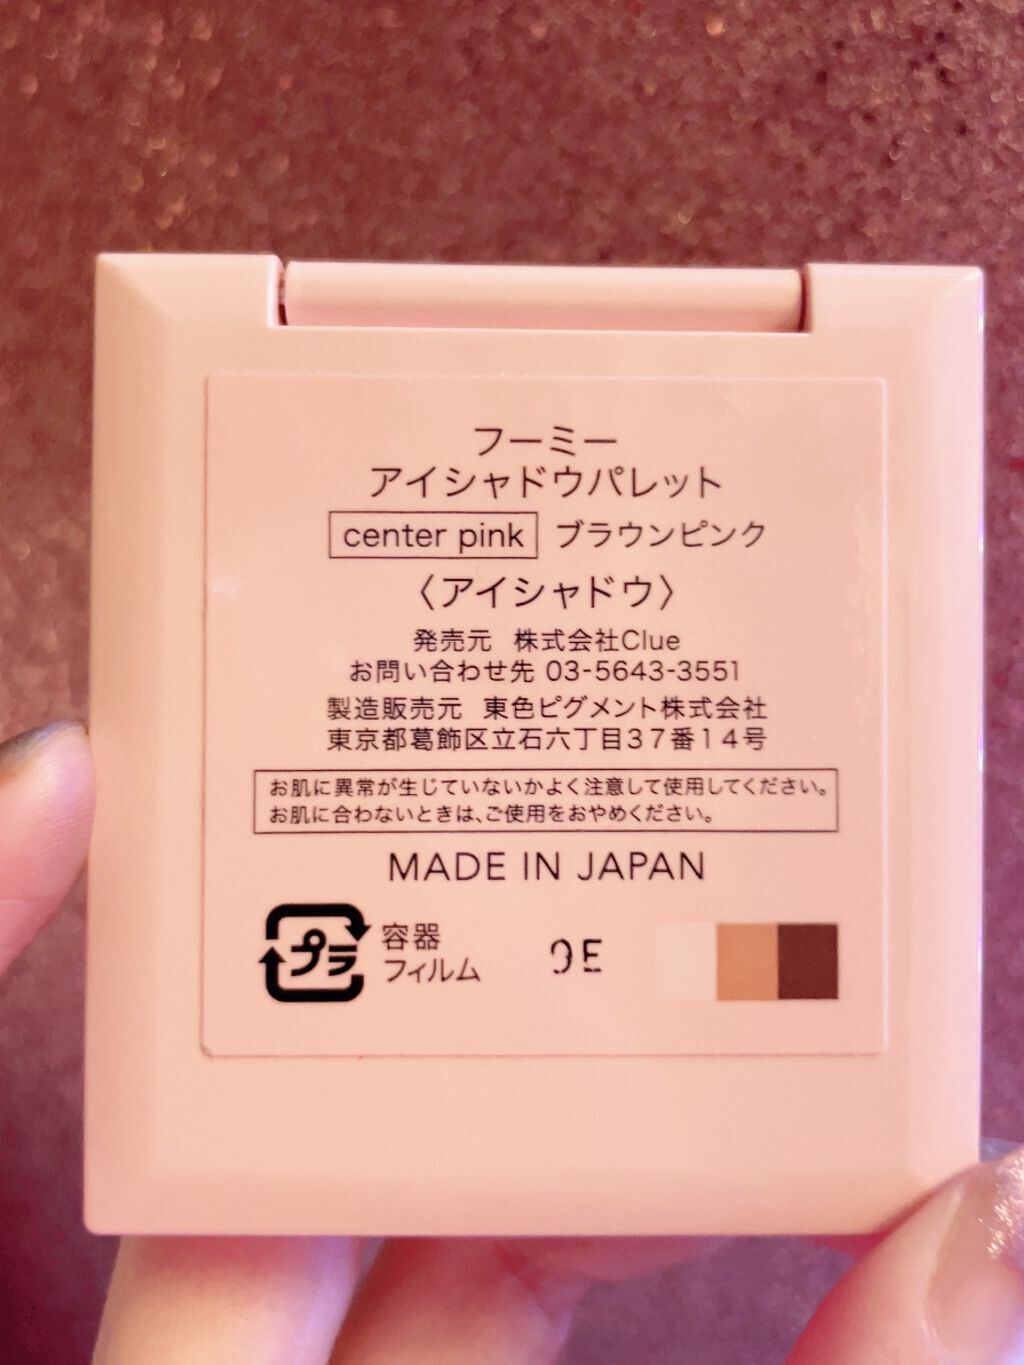 フーミー
アイシャドウパレット
center pink ブラウンピンク
〈アイシャドウ〉
発売元 株式会社Clue
お問い合わせ先 03-5643-3551
製造販売元 東色ピグメント株式会社
東京都葛飾区立石六丁目37番14号
お肌に異常が生じていないかよく注意して使用してください。
お肌に合わないときは、ご使用をおやめください。
MADE IN JAPAN
プラ 容器
フィルム